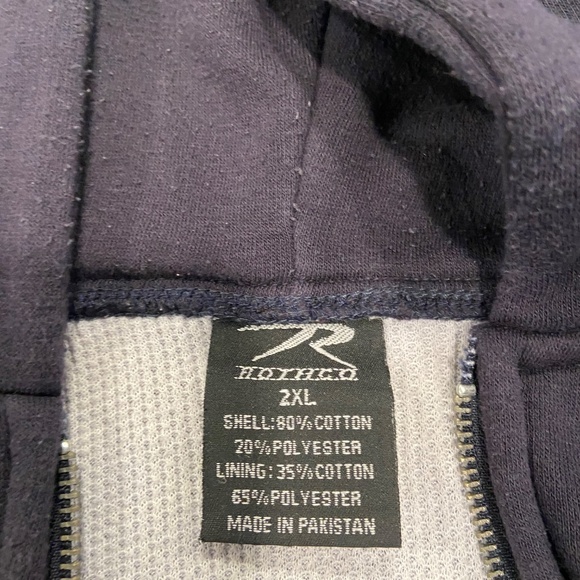 ROTHCO
2XL
SHELL:80% COTTON
20% POLYESTER
LINING: 35% COTTON
65% POLYESTER
MADE IN PAKISTAN